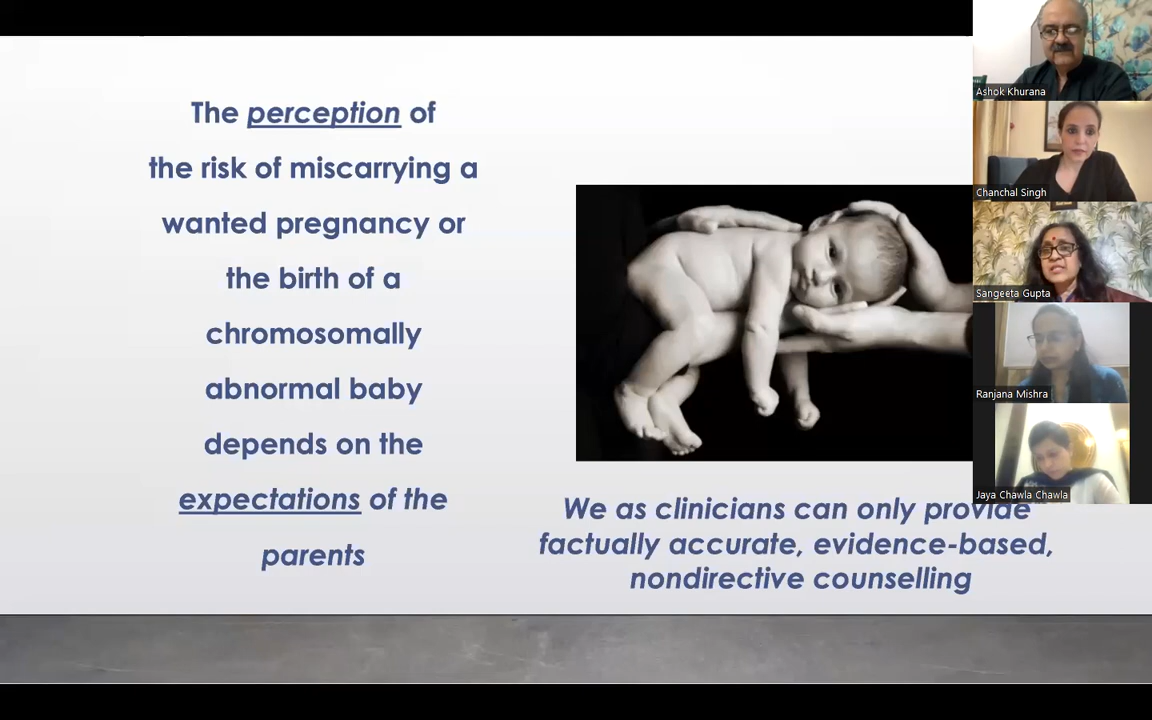 The perception of
the risk of miscarrying a
wanted pregnancy or
the birth of a
chromosomally
abnormal baby
depends on the
expectations of the
parents
We as clinicians can only provide
factually accurate, evidence-based,
nondirective counselling
Ashok Khurana
Chanchal Singh
Sangeeta Gupta
Ranjana Mishra
Jaya Chawla Chawla